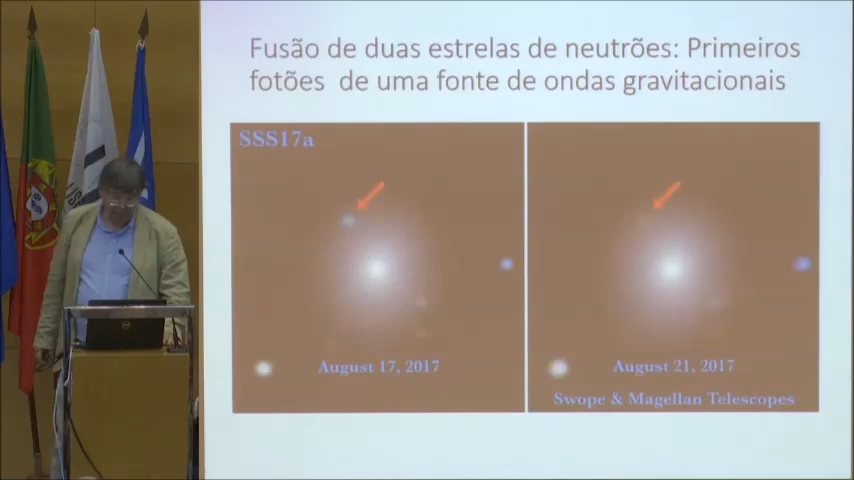 Fusão de duas estrelas de neutrões: Primeiros
fotões de uma fonte de ondas gravitacionais
SSS17a
August 17, 2017
August 21, 2017
Swope & Magellan Telescopes